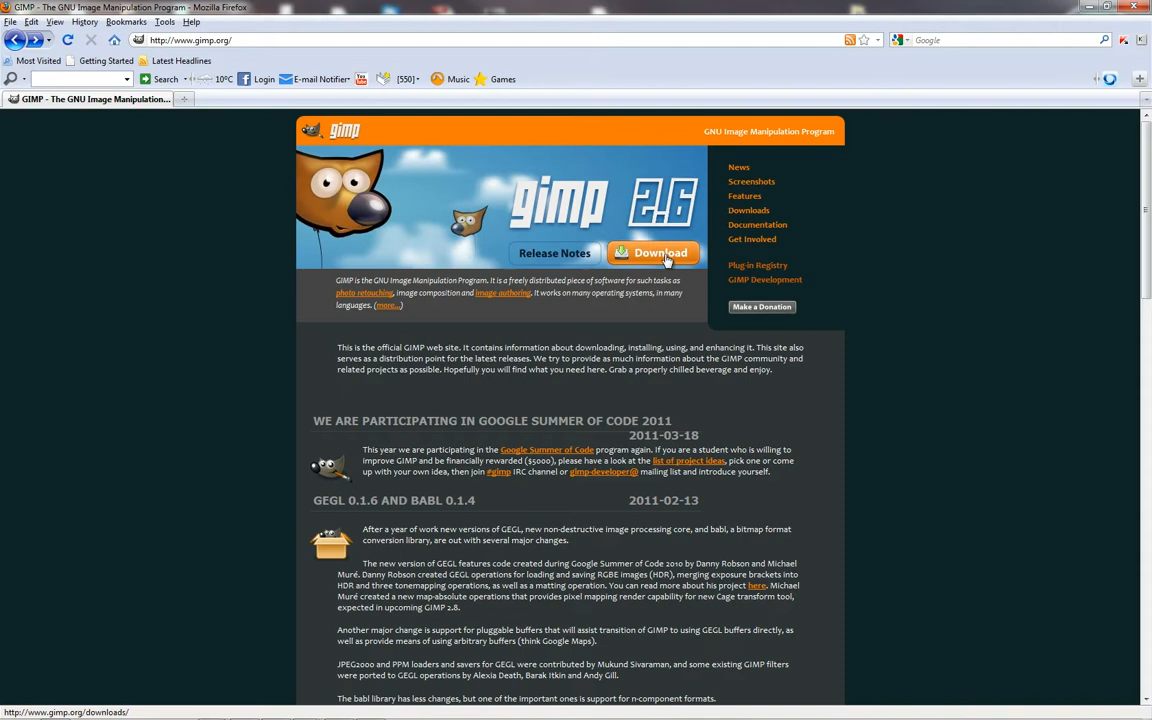 GIMP - The GNU Image Manipulation Program - Mozilla Firefox
File Edit View History Bookmarks Tools Help
http://www.gimp.org/
Google
Most Visited Getting Started Latest Headlines
Search 10°C Login E-mail Notifier YouTube [550] Music Games
GIMP - The GNU Image Manipulation...
gimp
GNU Image Manipulation Program
gimp 2.6
Release Notes Download
News
Screenshots
Features
Downloads
Documentation
Get Involved
Plug-in Registry
GIMP Development
Make a Donation
GIMP is the GNU Image Manipulation Program. It is a freely distributed piece of software for such tasks as
photo retouching, image composition and image authoring. It works on many operating systems, in many
languages. (more...)
This is the official GIMP web site. It contains information about downloading, installing, using, and enhancing it. This site also
serves as a distribution point for the latest releases. We try to provide as much information about the GIMP community and
related projects as possible. Hopefully you will find what you need here. Grab a properly chilled beverage and enjoy.
WE ARE PARTICIPATING IN GOOGLE SUMMER OF CODE 2011
2011-03-18
This year we are participating in the Google Summer of Code program again. If you are a student who is willing to
improve GIMP and be financially rewarded ($5000), please have a look at the list of project ideas, pick one or come
up with your own idea, then join #gimp IRC channel or gimp-developer@ mailing list and introduce yourself.
GEGL 0.1.6 AND BABL 0.1.4 2011-02-13
After a year of work new versions of GEGL, new non-destructive image processing core, and babl, a bitmap format
conversion library, are out with several major changes.
The new version of GEGL features code created during Google Summer of Code 2010 by Danny Robson and Michael
Muré. Danny Robson created GEGL operations for loading and saving RGBE images (HDR), merging exposure brackets into
HDR and three tonemapping operations, as well as a matting operation. You can read more about his project here. Michael
Muré created a new map-absolute operations that provides pixel mapping render capability for new Cage transform tool,
expected in upcoming GIMP 2.8.
Another major change is support for pluggable buffers that will assist transition of GIMP to using GEGL buffers directly, as
well as provide means of using arbitrary buffers (think Google Maps).
JPEG2000 and PPM loaders and savers for GEGL were contributed by Mukund Sivaraman, and some existing GIMP filters
were ported to GEGL operations by Alexia Death, Barak Itkin and Andy Gill.
The babl library has less changes, but one of the important ones is support for n-component formats.
http://www.gimp.org/downloads/